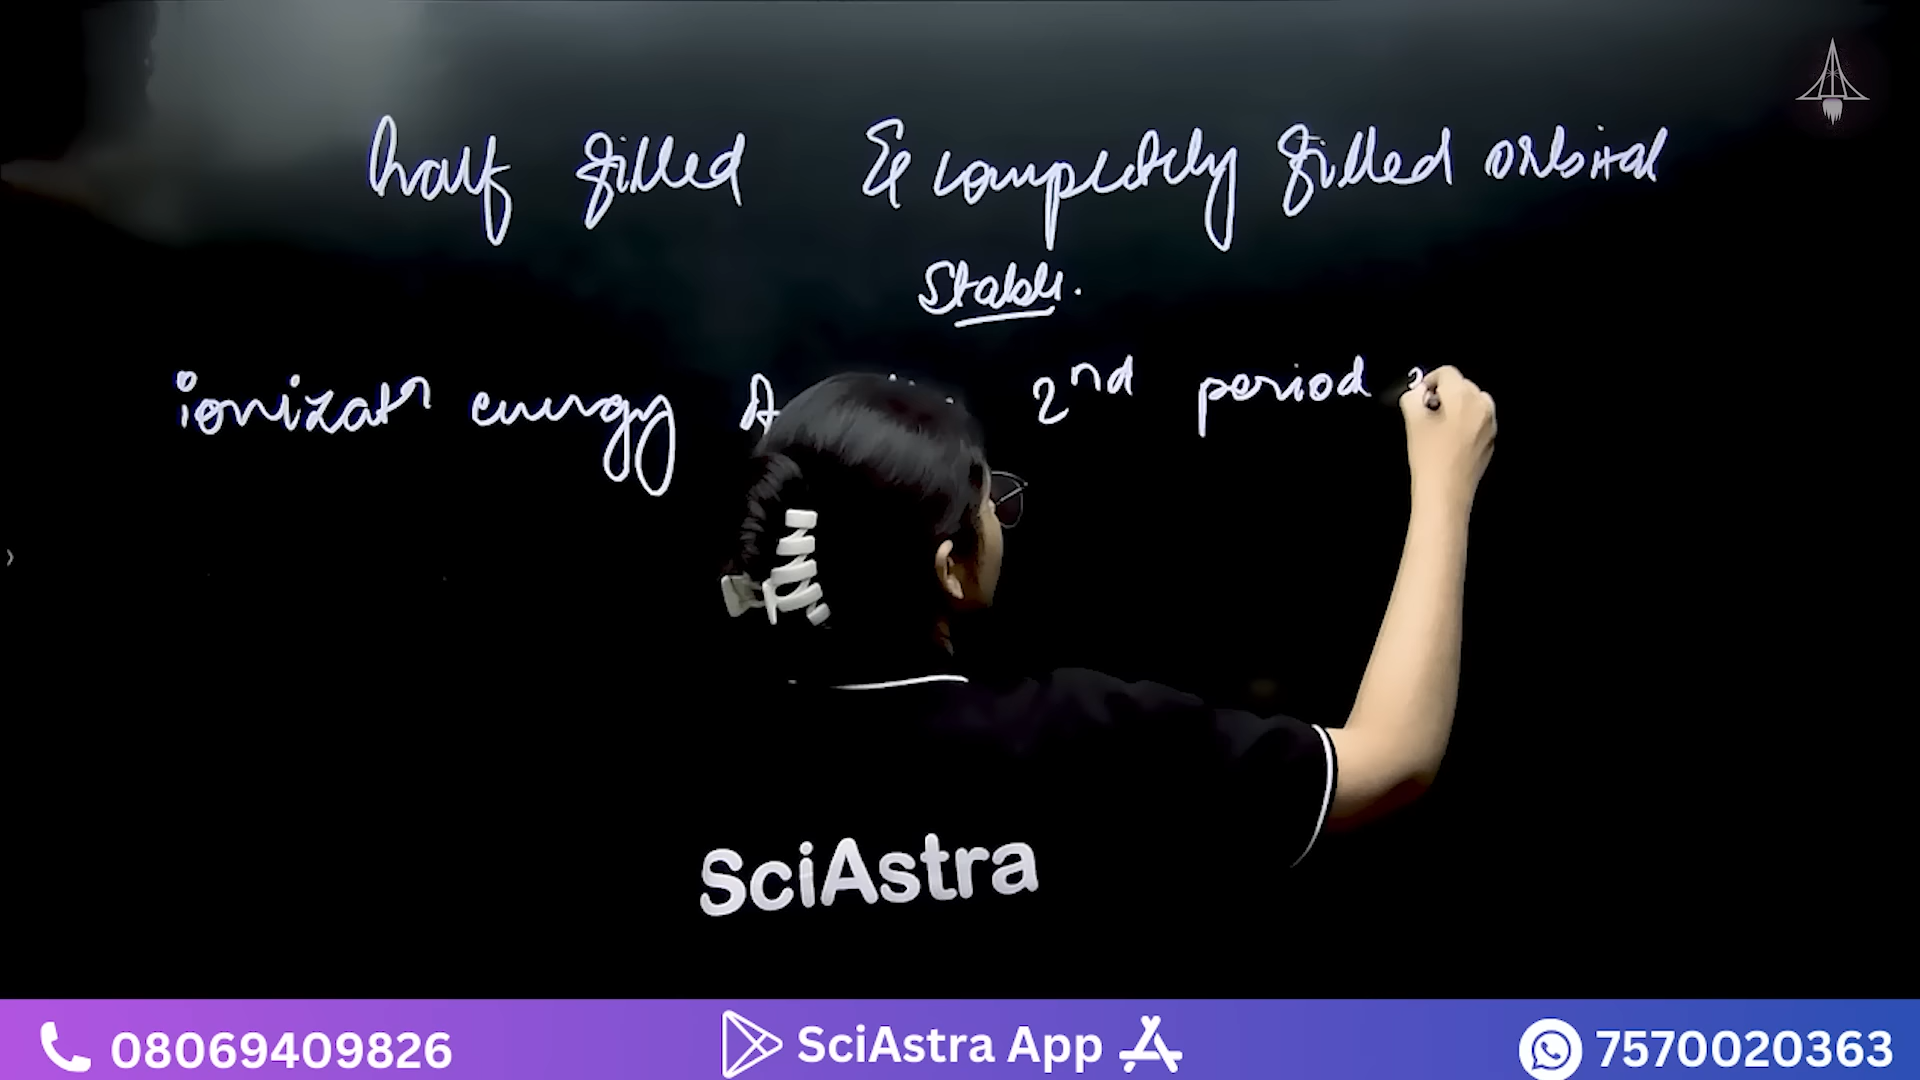 half filled & completely filled orbital
Stable.
ionizatn energy 2nd period
SciAstra
08069409826 SciAstra App 7570020363